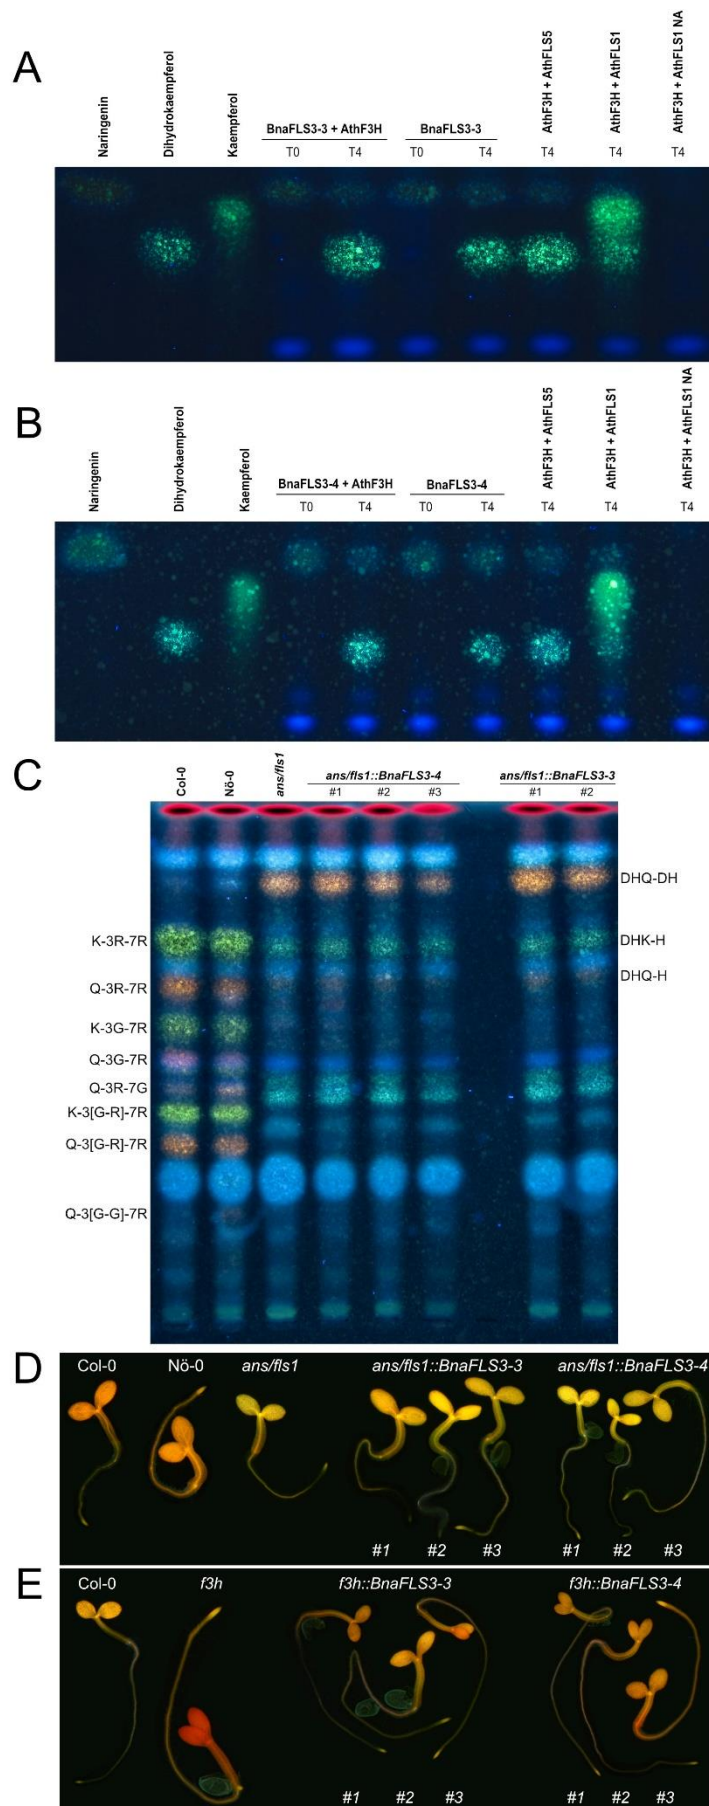 A
Naringenin
Dihydrokaempferol
Kaempferol
BnaFLS3-3 + AthF3H
BnaFLS3-3
AthF3H + AthFLS5
AthF3H + AthFLS1
AthF3H + AthFLS1 NA
T0 T4 T0 T4 T4 T4 T4
B
Naringenin
Dihydrokaempferol
Kaempferol
BnaFLS3-4 + AthF3H
BnaFLS3-4
AthF3H + AthFLS5
AthF3H + AthFLS1
AthF3H + AthFLS1 NA
T0 T4 T0 T4 T4 T4 T4
C
Col-0
Nö-0
ans/fls1
ans/fls1::BnaFLS3-4
ans/fls1::BnaFLS3-3
#1 #2 #3 #1 #2
DHQ-DH
K-3R-7R
DHK-H
Q-3R-7R
DHQ-H
K-3G-7R
Q-3G-7R
Q-3R-7G
K-3[G-R]-7R
Q-3[G-R]-7R
Q-3[G-G]-7R
D
Col-0 Nö-0 ans/fls1 ans/fls1::BnaFLS3-3 ans/fls1::BnaFLS3-4
#1 #2 #3 #1 #2 #3
E
Col-0 f3h f3h::BnaFLS3-3 f3h::BnaFLS3-4
#1 #2 #3 #1 #2 #3